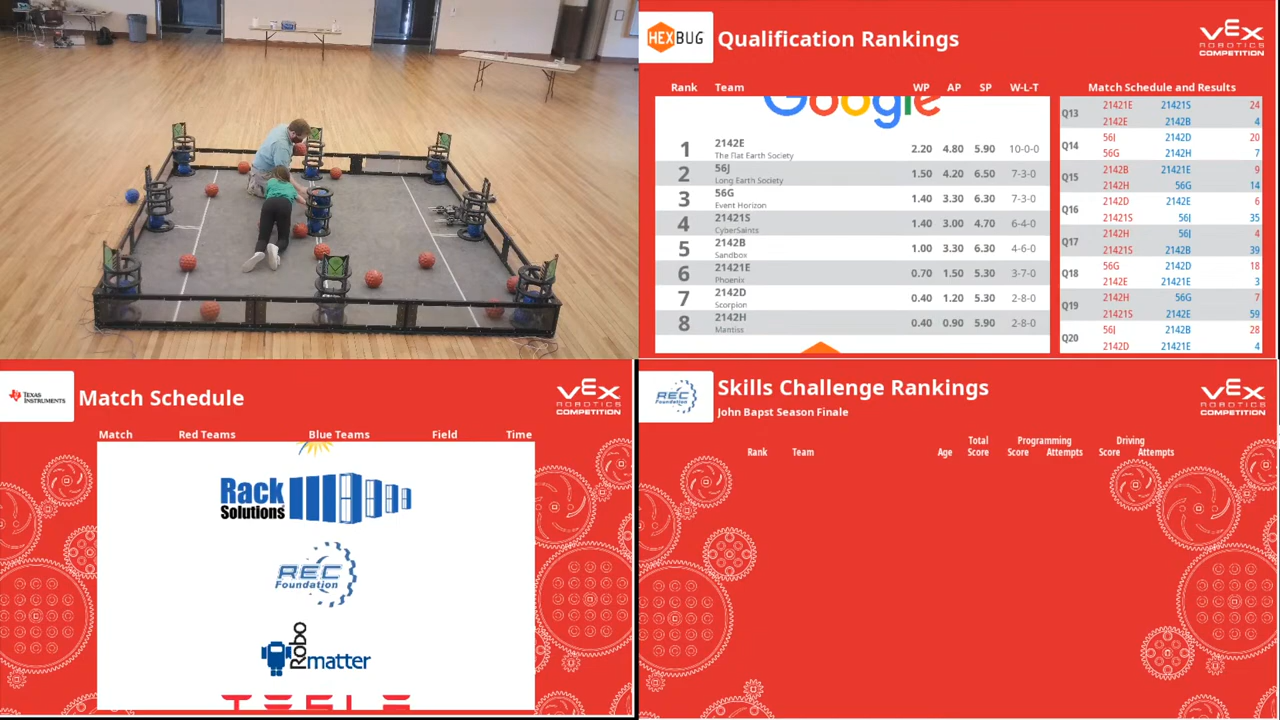 HEXBUG
Qualification Rankings
VEX
ROBOTICS
COMPETITION
Rank Team WP AP SP W-L-T
Google
1 2142E 2.20 4.80 5.90 10-0-0
The Flat Earth Society
2 56J 1.50 4.20 6.50 7-3-0
Long Earth Society
3 56G 1.40 3.30 6.30 7-3-0
Event Horizon
4 21421S 1.40 3.00 4.70 6-4-0
CyberSaints
5 2142B 1.00 3.30 6.30 4-6-0
Sandbox
6 21421E 0.70 1.50 5.30 3-7-0
Phoenix
7 2142D 0.40 1.20 5.30 2-8-0
Scorpion
8 2142H 0.40 0.90 5.90 2-8-0
Mantiss
Match Schedule and Results
Q13 21421E 21421S 24
2142E 2142B 4
Q14 56J 2142D 20
56G 2142H 7
Q15 2142B 21421E 9
2142H 56G 14
Q16 2142D 2142E 6
21421S 56J 35
Q17 2142H 56J 4
21421S 2142B 39
Q18 56G 2142D 18
2142E 21421E 3
Q19 2142H 56G 7
21421S 2142E 59
Q20 56J 2142B 28
2142D 21421E 4
TEXAS
INSTRUMENTS
Match Schedule
VEX
ROBOTICS
COMPETITION
Match Red Teams Blue Teams Field Time
Rack
Solutions
REC
Foundation
Robo
matter
REC
Foundation
Skills Challenge Rankings
John Bapst Season Finale
VEX
ROBOTICS
COMPETITION
Total Programming Driving
Rank Team Age Score Score Attempts Score Attempts